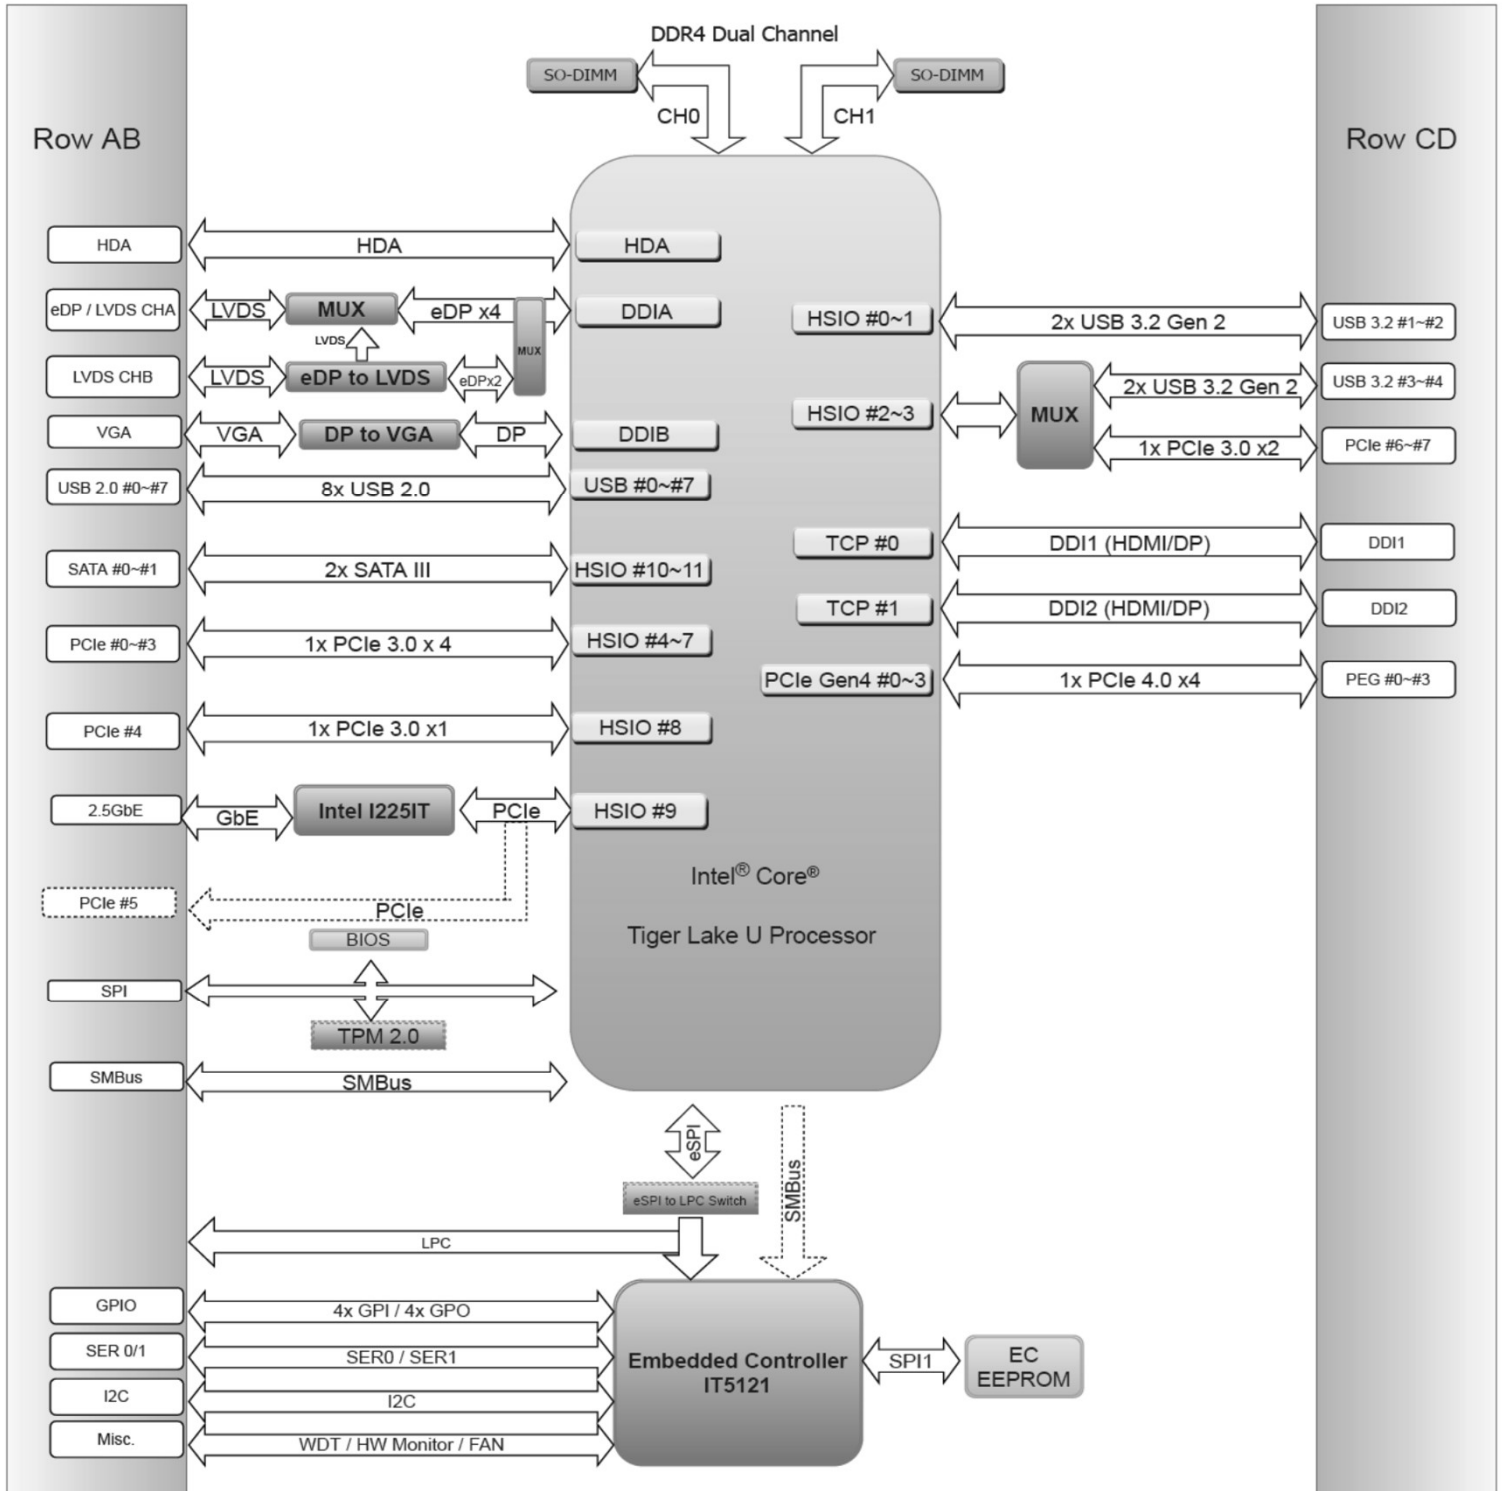 DDR4 Dual Channel
SO-DIMM
SO-DIMM
CH0
CH1
Row AB
Row CD
HDA
HDA
HDA
eDP / LVDS CHA
LVDS
MUX
eDP x4
DDIA
LVDS
MUX
LVDS CHB
LVDS
eDP to LVDS
eDPx2
VGA
VGA
DP to VGA
DP
DDIB
USB 2.0 #0~#7
8x USB 2.0
USB #0~#7
SATA #0~#1
2x SATA III
HSIO #10~11
PCIe #0~#3
1x PCIe 3.0 x 4
HSIO #4~7
PCIe #4
1x PCIe 3.0 x1
HSIO #8
2.5GbE
GbE
Intel I225IT
PCIe
HSIO #9
PCIe #5
PCIe
BIOS
SPI
TPM 2.0
SMBus
SMBus
HSIO #0~1
2x USB 3.2 Gen 2
USB 3.2 #1~#2
HSIO #2~3
MUX
2x USB 3.2 Gen 2
USB 3.2 #3~#4
1x PCIe 3.0 x2
PCIe #6~#7
TCP #0
DDI1 (HDMI/DP)
DDI1
TCP #1
DDI2 (HDMI/DP)
DDI2
PCIe Gen4 #0~3
1x PCIe 4.0 x4
PEG #0~#3
Intel® Core®
Tiger Lake U Processor
eSPI
SMBus
eSPI to LPC Switch
LPC
GPIO
4x GPI / 4x GPO
SER 0/1
SER0 / SER1
I2C
I2C
Misc.
WDT / HW Monitor / FAN
Embedded Controller
IT5121
SPI1
EC
EEPROM